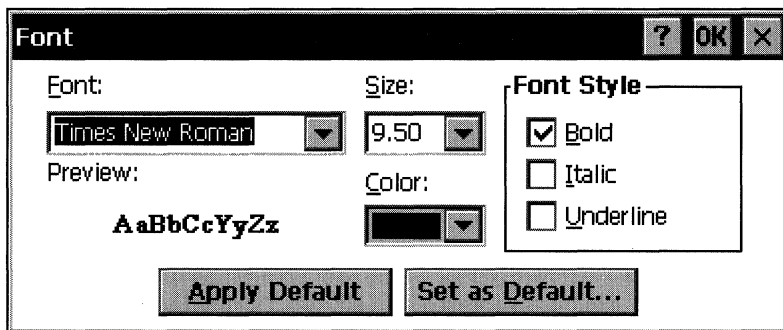 Font ? OK ×
Font: Size: Font Style
Times New Roman 9.50 Bold
Preview: Color: Italic
AaBbCcYyZz Underline
Apply Default Set as Default...